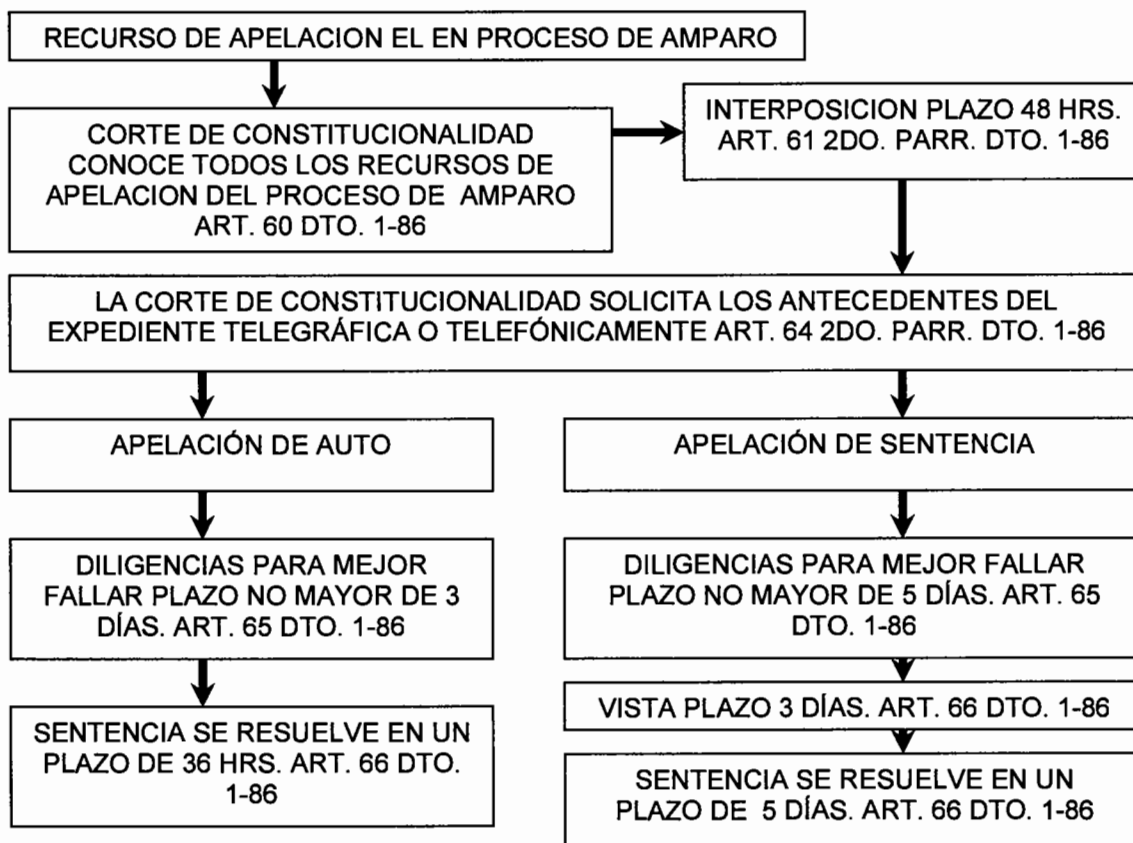 RECURSO DE APELACION EL EN PROCESO DE AMPARO
CORTE DE CONSTITUCIONALIDAD
CONOCE TODOS LOS RECURSOS DE
APELACION DEL PROCESO DE AMPARO
ART. 60 DTO. 1-86
INTERPOSICION PLAZO 48 HRS.
ART. 61 2DO. PARR. DTO. 1-86
LA CORTE DE CONSTITUCIONALIDAD SOLICITA LOS ANTECEDENTES DEL
EXPEDIENTE TELEGRÁFICA O TELEFÓNICAMENTE ART. 64 2DO. PARR. DTO. 1-86
APELACIÓN DE AUTO
DILIGENCIAS PARA MEJOR
FALLAR PLAZO NO MAYOR DE 3
DÍAS. ART. 65 DTO. 1-86
SENTENCIA SE RESUELVE EN UN
PLAZO DE 36 HRS. ART. 66 DTO.
1-86
APELACIÓN DE SENTENCIA
DILIGENCIAS PARA MEJOR FALLAR
PLAZO NO MAYOR DE 5 DÍAS. ART. 65
DTO. 1-86
VISTA PLAZO 3 DÍAS. ART. 66 DTO. 1-86
SENTENCIA SE RESUELVE EN UN
PLAZO DE 5 DÍAS. ART. 66 DTO. 1-86